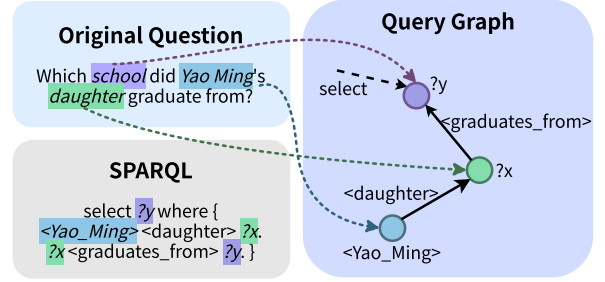 Original Question
Which school did Yao Ming's
daughter graduate from?
SPARQL
select ?y where {
<Yao_Ming> <daughter> ?x.
?x <graduates_from> ?y. }
Query Graph
select
?y
<graduates_from>
?x
<daughter>
<Yao_Ming>